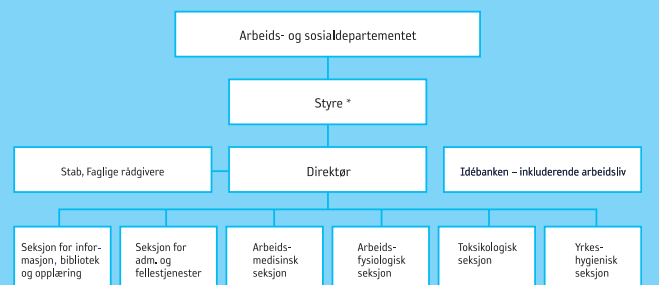 Arbeids- og sosialdepartementet
Styre *
Stab, Faglige rådgivere
Direktør
Idébanken – inkluderende arbeidsliv
Seksjon for infor-
masjon, bibliotek
og opplæring
Seksjon for
adm. og
fellestjenester
Arbeids-
medisinsk
seksjon
Arbeids-
fysiologisk
seksjon
Toksikologisk
seksjon
Yrkes-
hygienisk
seksjon